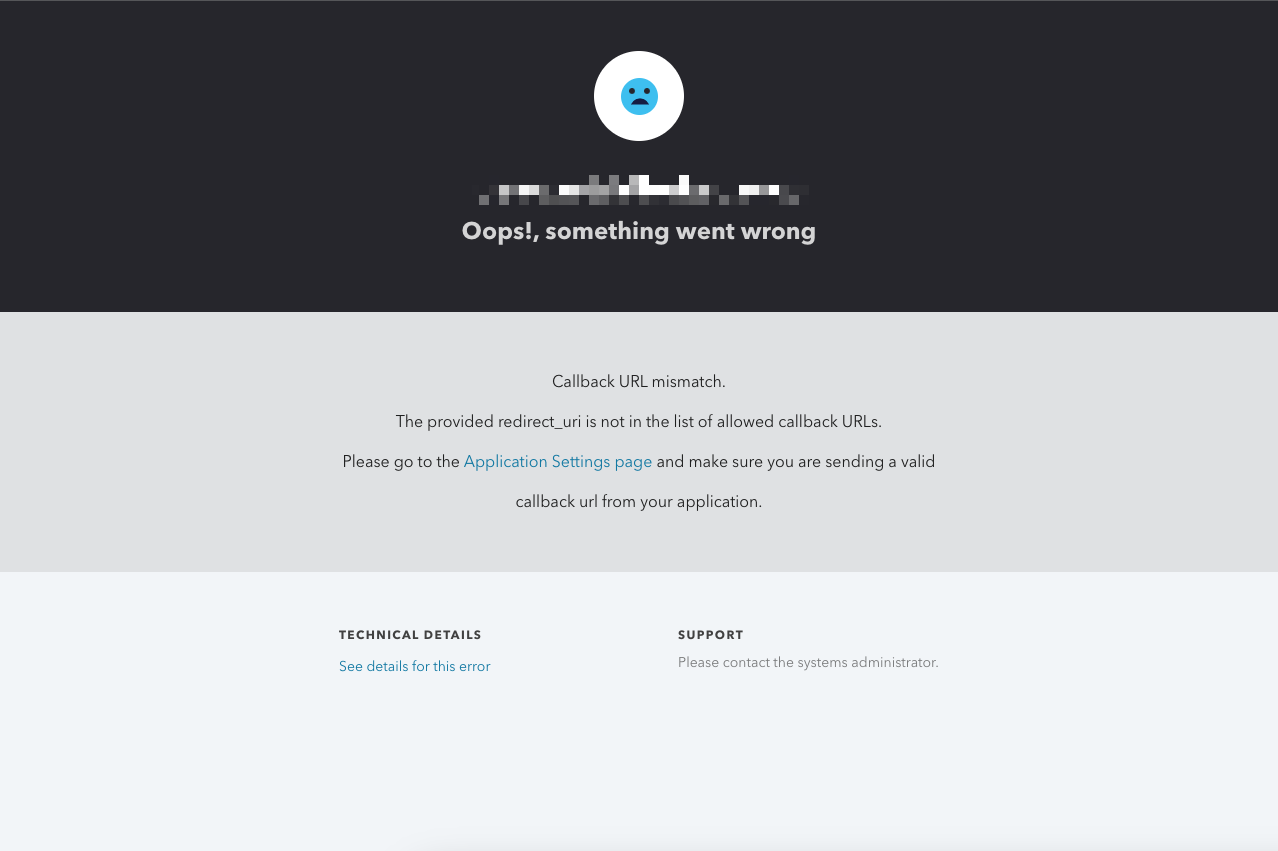 Oops!, something went wrong
Callback URL mismatch.
The provided redirect_uri is not in the list of allowed callback URLs.
Please go to the Application Settings page and make sure you are sending a valid
callback url from your application.
TECHNICAL DETAILS
See details for this error
SUPPORT
Please contact the systems administrator.